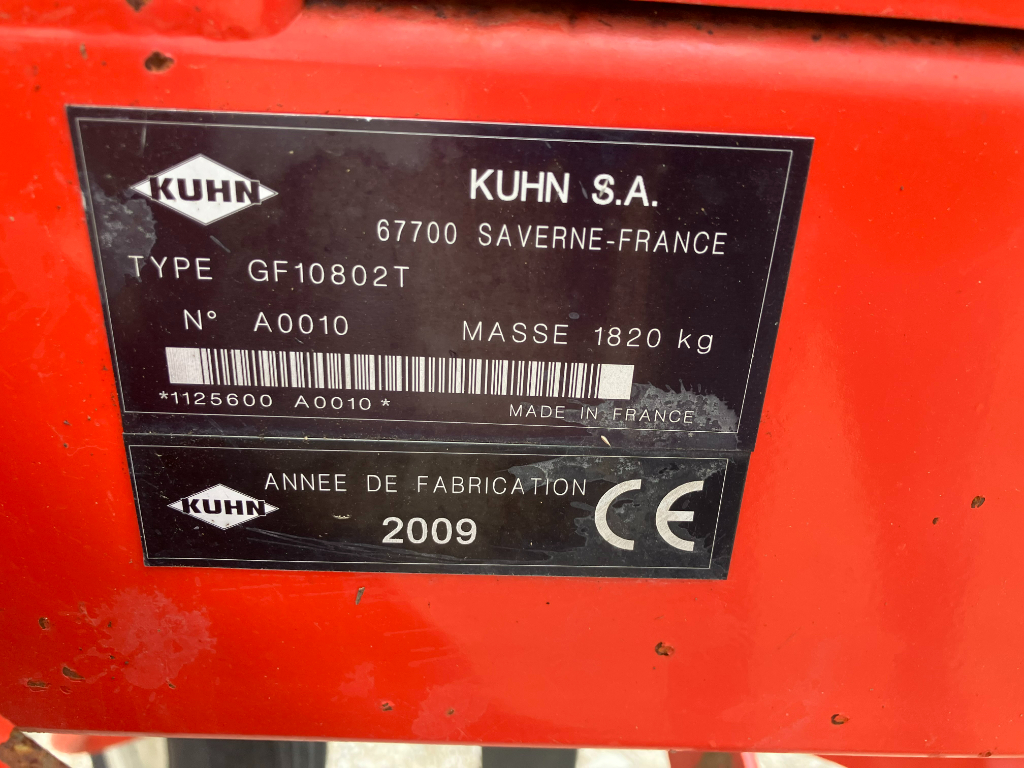 KUHN
KUHN S.A.
67700 SAVERNE-FRANCE
TYPE GF10802T
N° A0010 MASSE 1820 kg
*1125600 A0010*
MADE IN FRANCE
KUHN
ANNEE DE FABRICATION
2009
CE